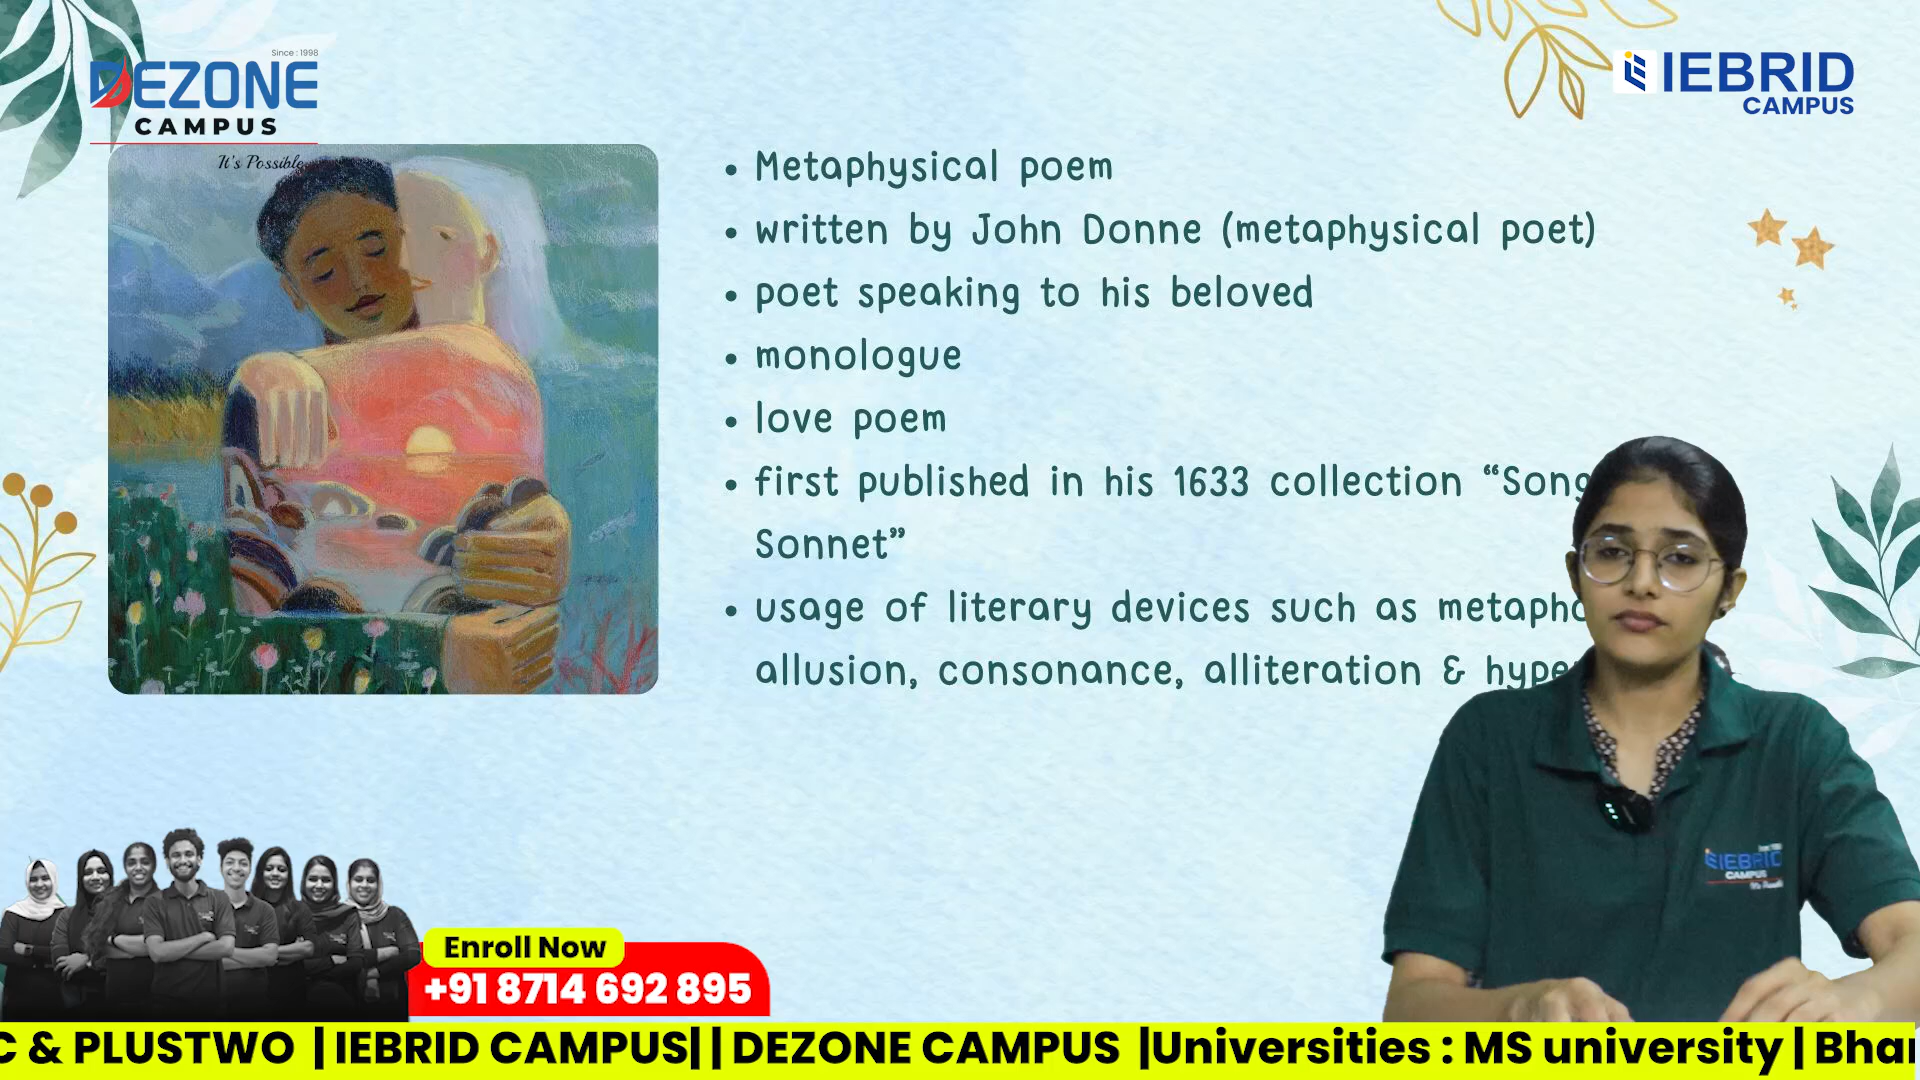 Since : 1998
DEZONE
CAMPUS
It's Possible
IEBRID
CAMPUS
• Metaphysical poem
• written by John Donne (metaphysical poet)
• poet speaking to his beloved
• monologue
• love poem
• first published in his 1633 collection “Song
Sonnet”
• usage of literary devices such as
allusion, consonance, alliteration &
IEBRID
CAMPUS
Enroll Now
+91 8714 692 895
C & PLUSTWO | IEBRID CAMPUS| | DEZONE CAMPUS |Universities : MS university |